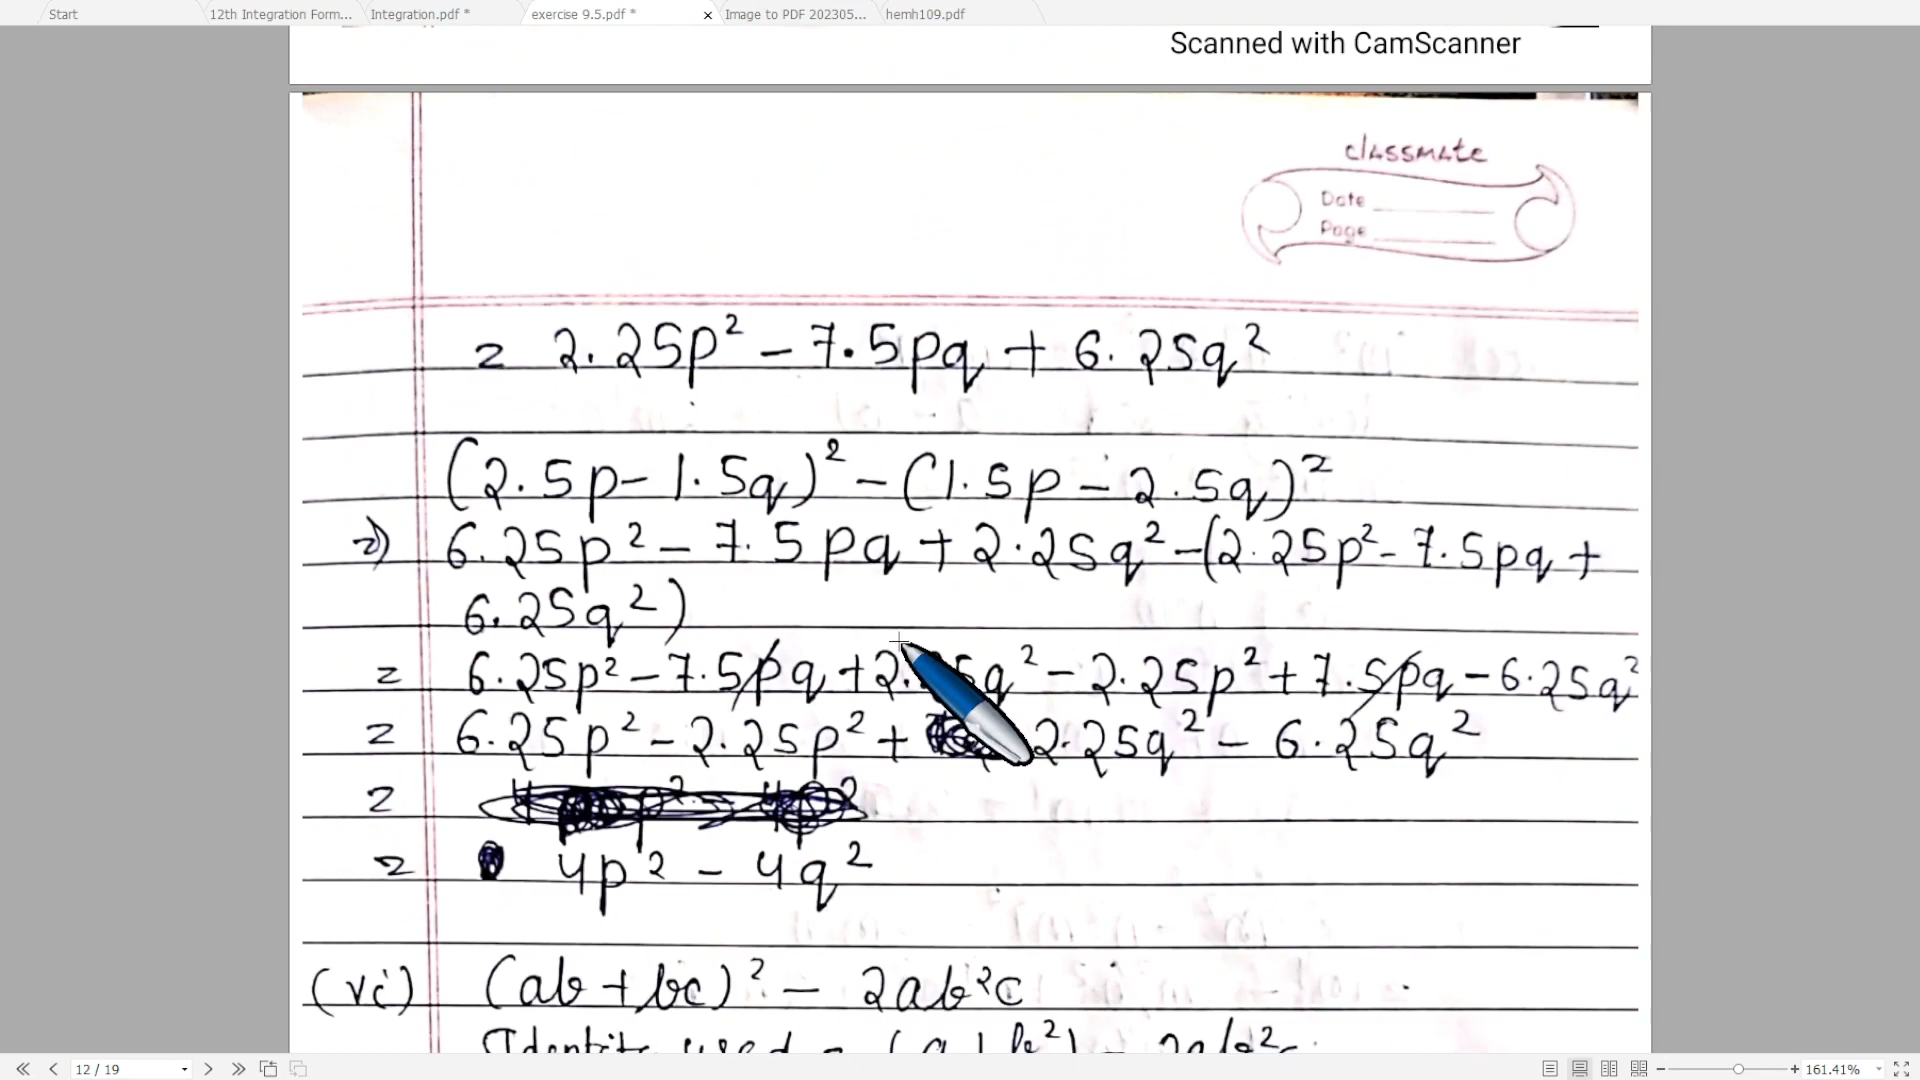 Start 12th Integration Form... Integration.pdf * exercise 9.5.pdf * x Image to PDF 202305... hemh109.pdf
Scanned with CamScanner
classmate
Date
Page
= 2.25p² - 7.5pq + 6.25q²
(2.5p - 1.5q)² - (1.5p - 2.5q)²
⇒) 6.25p² - 7.5pq + 2.25q² - (2.25p² - 7.5pq +
6.25q²)
= 6.25p² - 7.5pq + 2.25q² - 2.25p² + 7.5pq - 6.25q²
= 6.25p² - 2.25p² + 2.25q² - 6.25q²
=
= 4p² - 4q²
(vi) (ab + bc)² - 2ab²c
12 / 19 161.41%